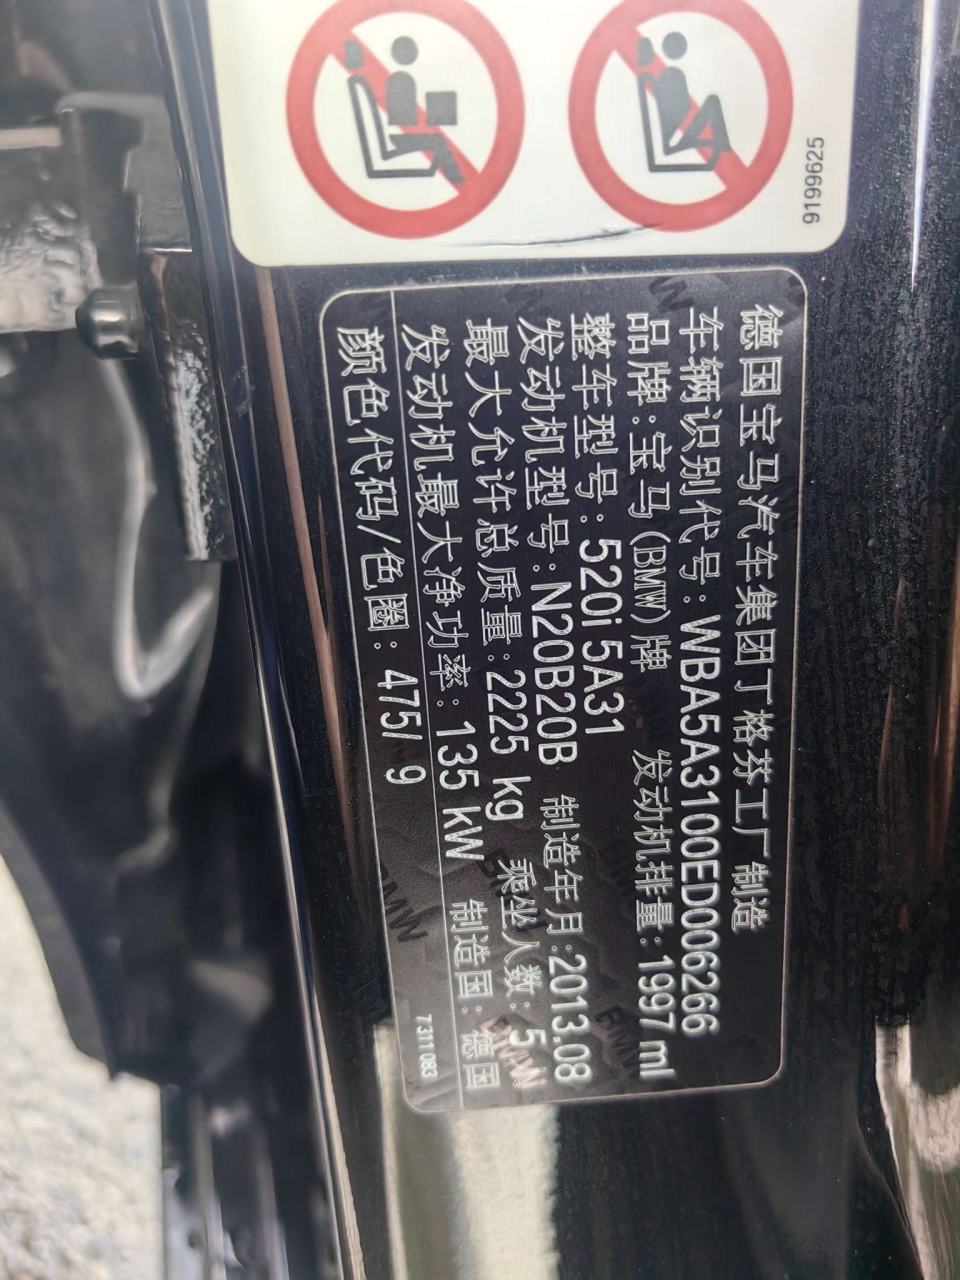 9199625
德国宝马汽车集团丁格芬工厂 制造
车辆识别代号: WBA5A3100ED006266
品牌: 宝马(BMW)牌 发动机排量: 1997 ml
整车型号: 520i 5A31
发动机型号: N20B20B 制造年月: 2013.08
最大允许总质量: 2225 kg 乘坐人数: 5
发动机最大净功率: 135 kW 制造国: 德国
颜色代码/色圈: 475/ 9
7311 083
BMW